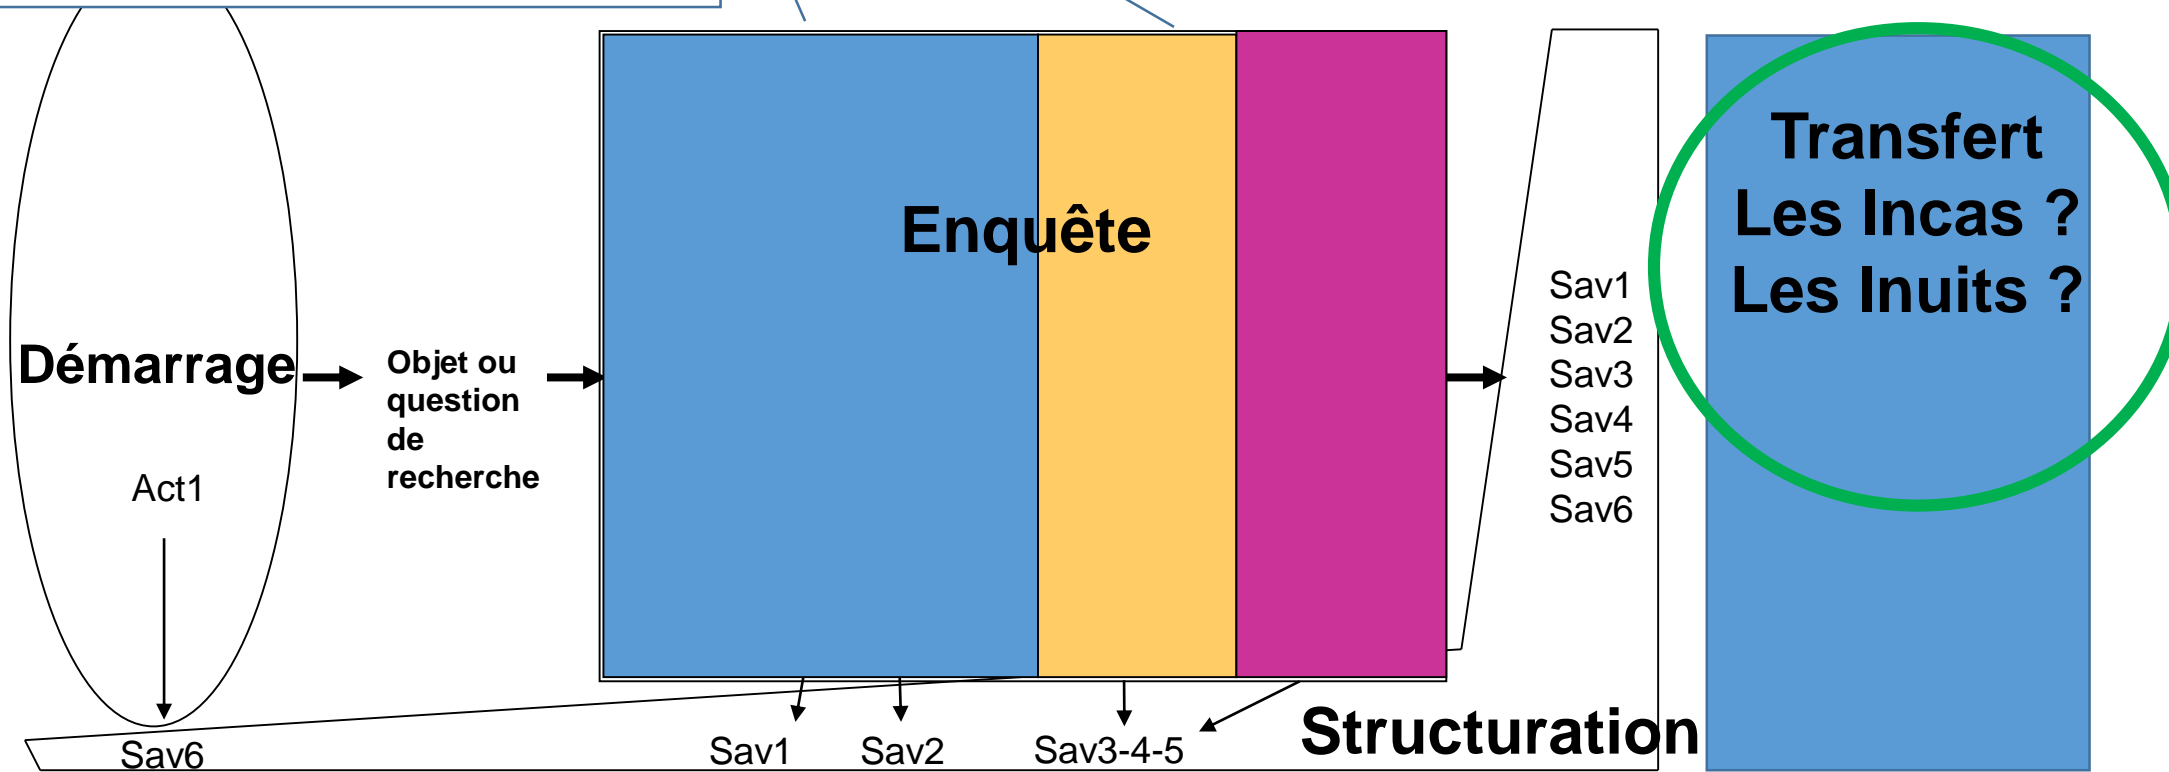 Démarrage
Act1
Objet ou
question
de
recherche
Enquête
Sav1
Sav2
Sav3
Sav4
Sav5
Sav6
Transfert
Les Incas ?
Les Inuits ?
Sav6
Sav1
Sav2
Sav3-4-5
Structuration